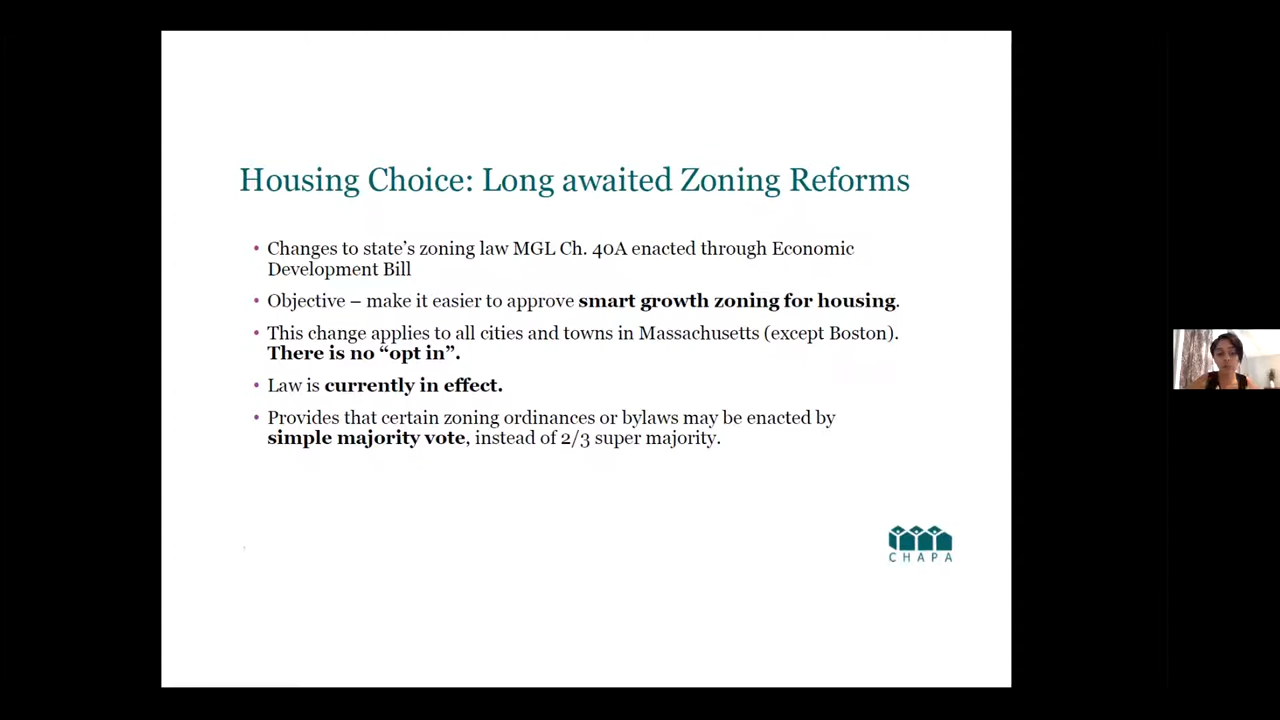 Housing Choice: Long awaited Zoning Reforms
• Changes to state’s zoning law MGL Ch. 40A enacted through Economic
Development Bill
• Objective – make it easier to approve smart growth zoning for housing.
• This change applies to all cities and towns in Massachusetts (except Boston).
There is no “opt in”.
• Law is currently in effect.
• Provides that certain zoning ordinances or bylaws may be enacted by
simple majority vote, instead of 2/3 super majority.
CHAPA